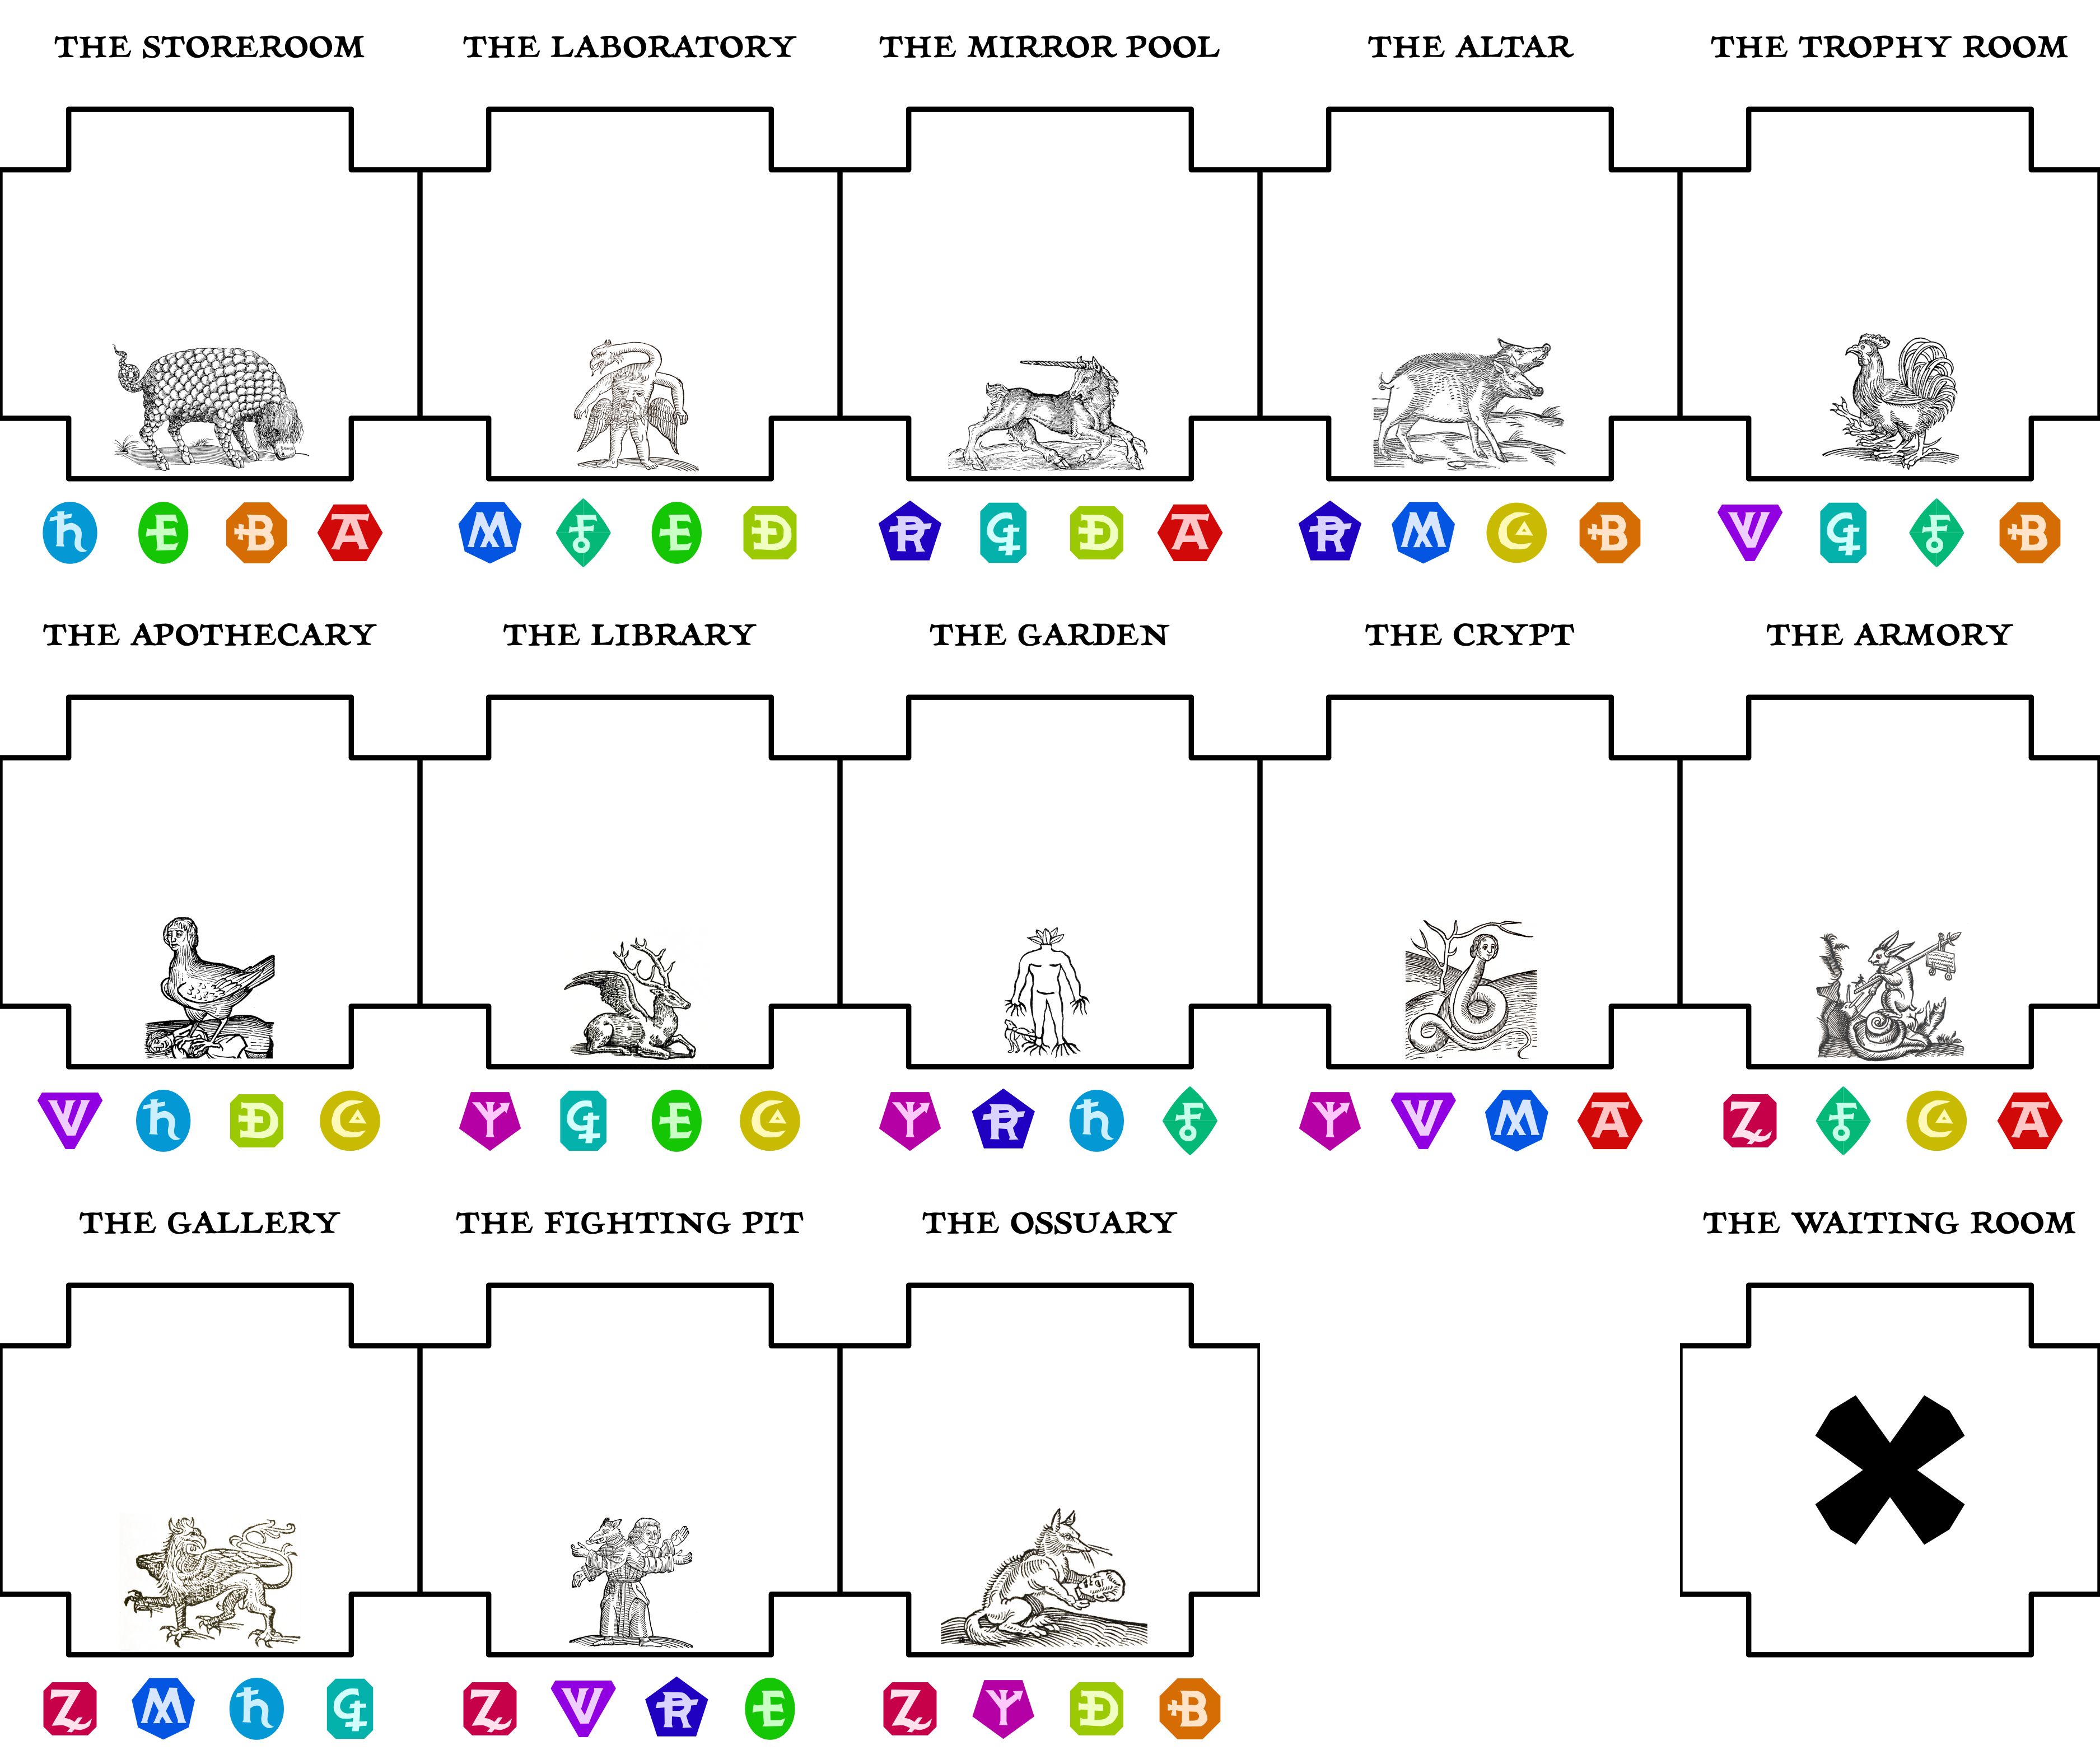 THE STOREROOM THE LABORATORY THE MIRROR POOL THE ALTAR THE TROPHY ROOM
ħ E B A M F E D R G D A R M C B V G F B
THE APOTHECARY THE LIBRARY THE GARDEN THE CRYPT THE ARMORY
V ħ D C Y G E C Y R ħ F Y V M A Z F C A
THE GALLERY THE FIGHTING PIT THE OSSUARY THE WAITING ROOM
Z M ħ G Z V R E Z Y D B